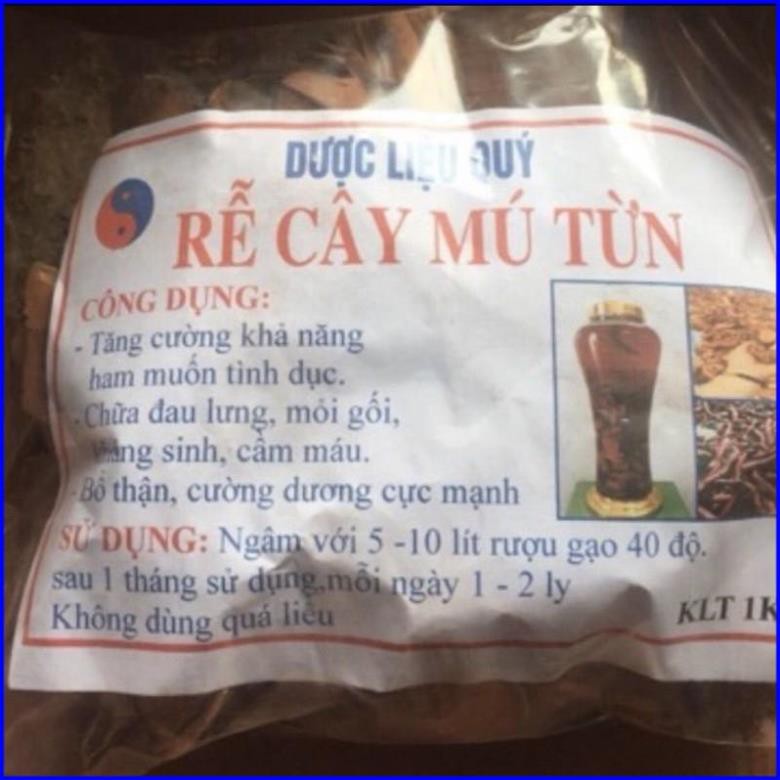 DƯỢC LIỆU QUÝ
RỄ CÂY MÚ TỪN
CÔNG DỤNG:
- Tăng cường khả năng
ham muốn tình dục.
- Chữa đau lưng, mỏi gối,
sinh, cầm máu.
- Bổ thận, cường dương cực mạnh
SỬ DỤNG: Ngâm với 5 -10 lít rượu gạo 40 độ.
sau 1 tháng sử dụng,mỗi ngày 1 - 2 ly
Không dùng quá liều
KLT 1K